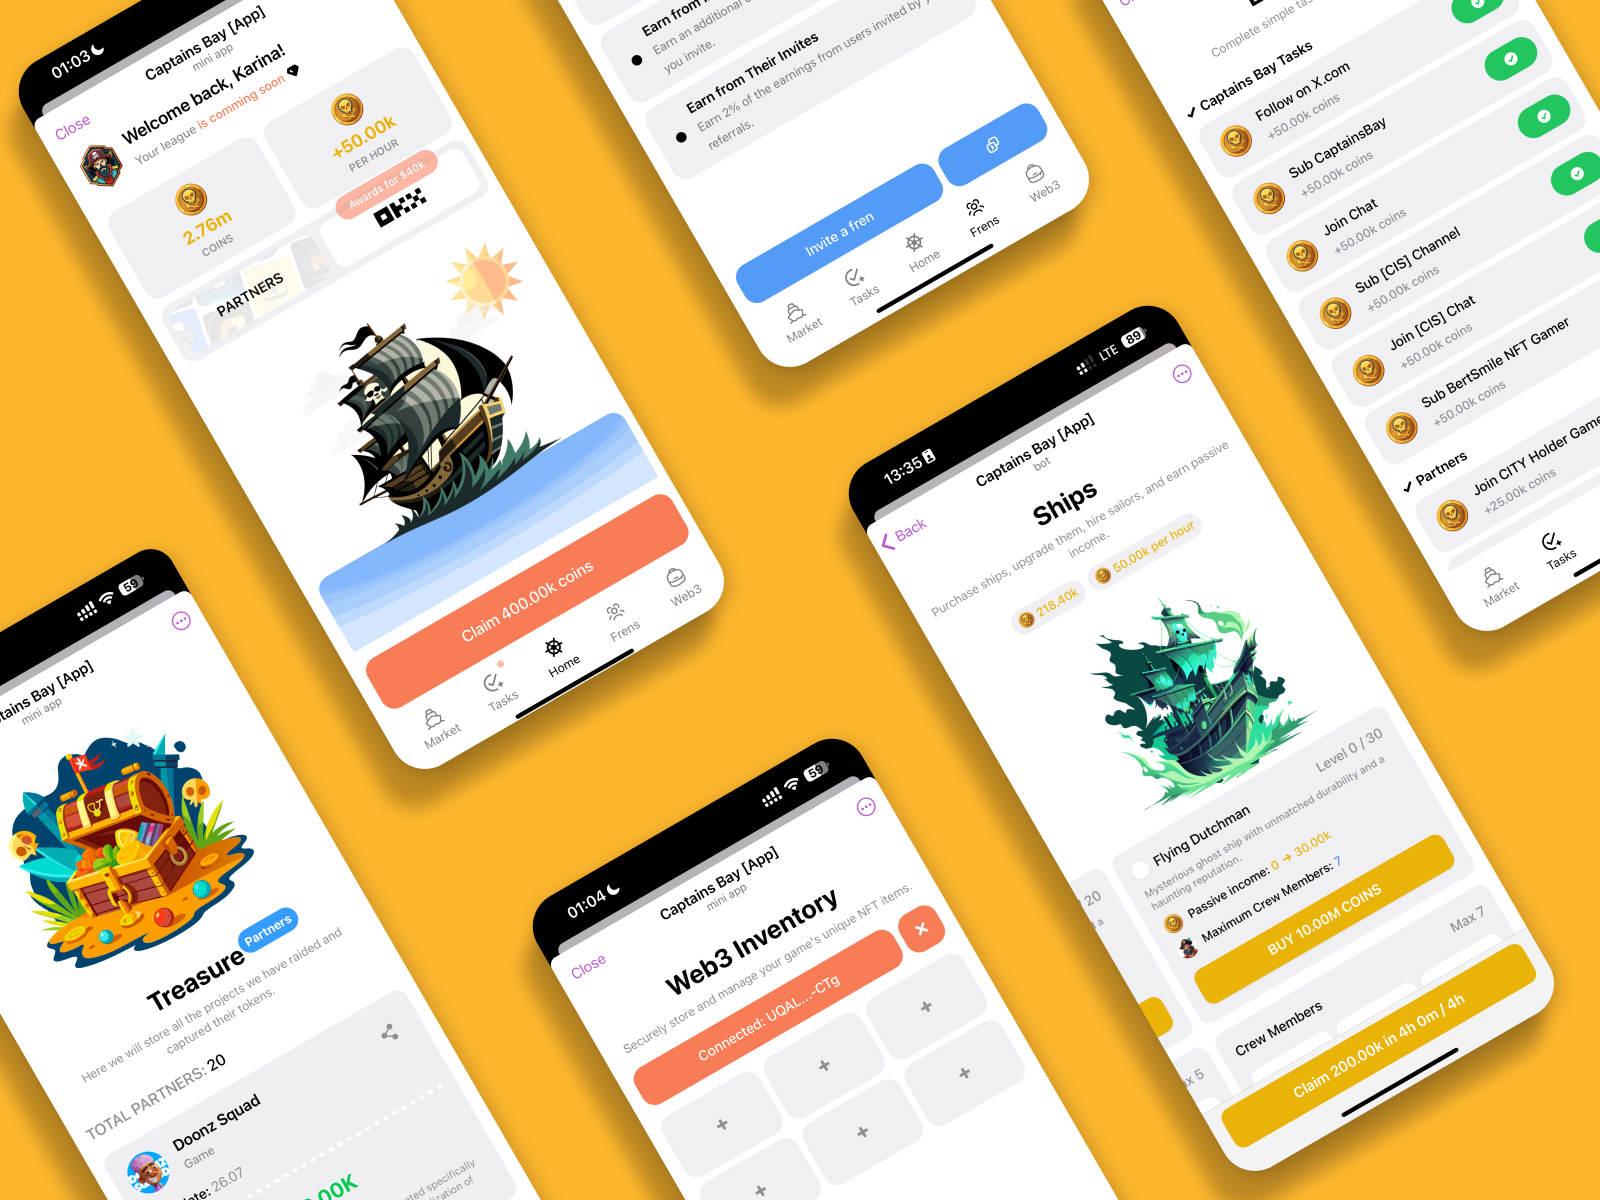 01:03
Captains Bay [App]
mini app
Close
Welcome back, Karina!
Your league is comming soon
2.76m
COINS
+50.00k
PER HOUR
PARTNERS
Awards for $40k
Claim 400.00k coins
Market
Tasks
Home
Frens
Web3
Earn from
Earn an additional
you invite.
Earn from Their Invites
Earn 2% of the earnings from users invited by
referrals.
Invite a fren
Market
Tasks
Home
Frens
Web3
Complete simple
Captains Bay Tasks
Follow on X.com
+50.00k coins
Sub CaptainsBay
+50.00k coins
Join Chat
+50.00k coins
Sub [CIS] Channel
+50.00k coins
Join [CIS] Chat
+50.00k coins
Sub BertSmile NFT Gamer
+50.00k coins
Partners
Join CITY Holder
+25.00k coins
Market
Tasks
59
Bay [App]
mini app
Treasure
Partners
Here we will store all the projects we have raided and
captured their tokens.
TOTAL PARTNERS: 20
Doonz Squad
Game
26.07
specifically
of
01:04
59
Captains Bay [App]
mini app
Close
Web3 Inventory
Securely store and manage your game's unique NFT items.
Connected: UQAL...-CTg
13:35
LTE
89
Captains Bay [App]
bot
Back
Ships
Purchase ships, upgrade them, hire sailors, and earn passive
income.
218.40k
50.00k per hour
Level 0 / 30
Flying Dutchman
Mysterious ghost ship with unmatched durability and a
haunting reputation.
Passive income: 0 → 30.00k
Maximum Crew Members: 7
BUY 10.00M COINS
/ 20
Max 7
Crew Members
Claim 200.00k in 4h 0m / 4h